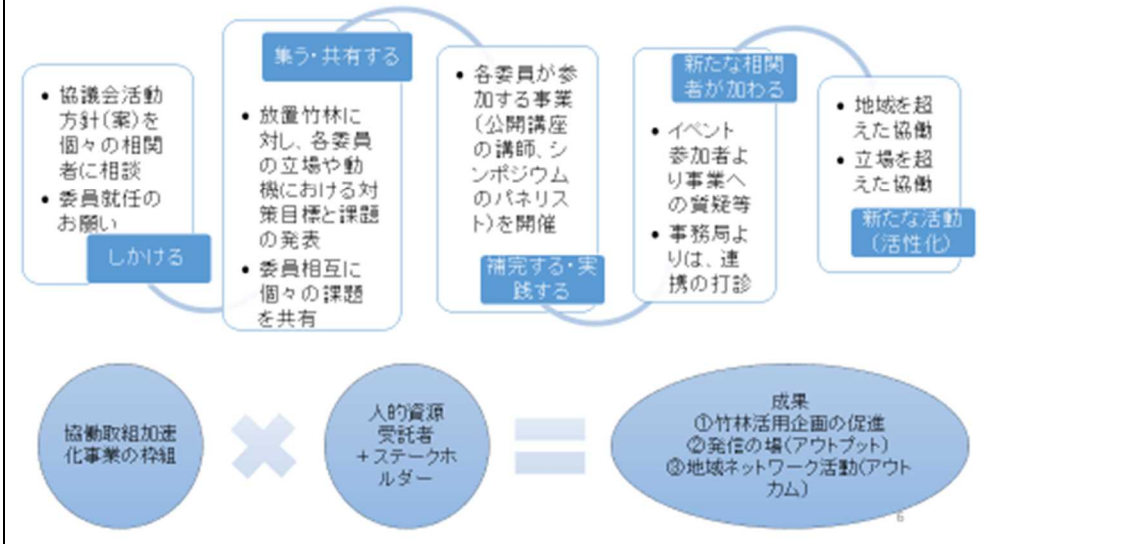 • 協議会活動
方針(案)を
個々の相関
者に相談
• 委員就任の
お願い
しかける
集う・共有する
• 放置竹林に
対し、各委員
の立場や動
機における対
策目標と課題
の発表
• 委員相互に
個々の課題
を共有
• 各委員が参
加する事業
(公開講座
の講師、シ
ンポジウム
のパネリス
ト)を開催
補完する・実
践する
新たな相関
者が加わる
• イベント
参加者よ
り事業へ
の質疑等
• 事務局よ
りは、連
携の打診
• 地域を超
えた協働
• 立場を超
えた協働
新たな活動
(活性化)
協働取組加速
化事業の枠組
×
人的資源
受託者
+ステークホ
ルダー
=
成果
①竹林活用企画の促進
②発信の場(アウトプット)
③地域ネットワーク活動(アウト
カム)
6